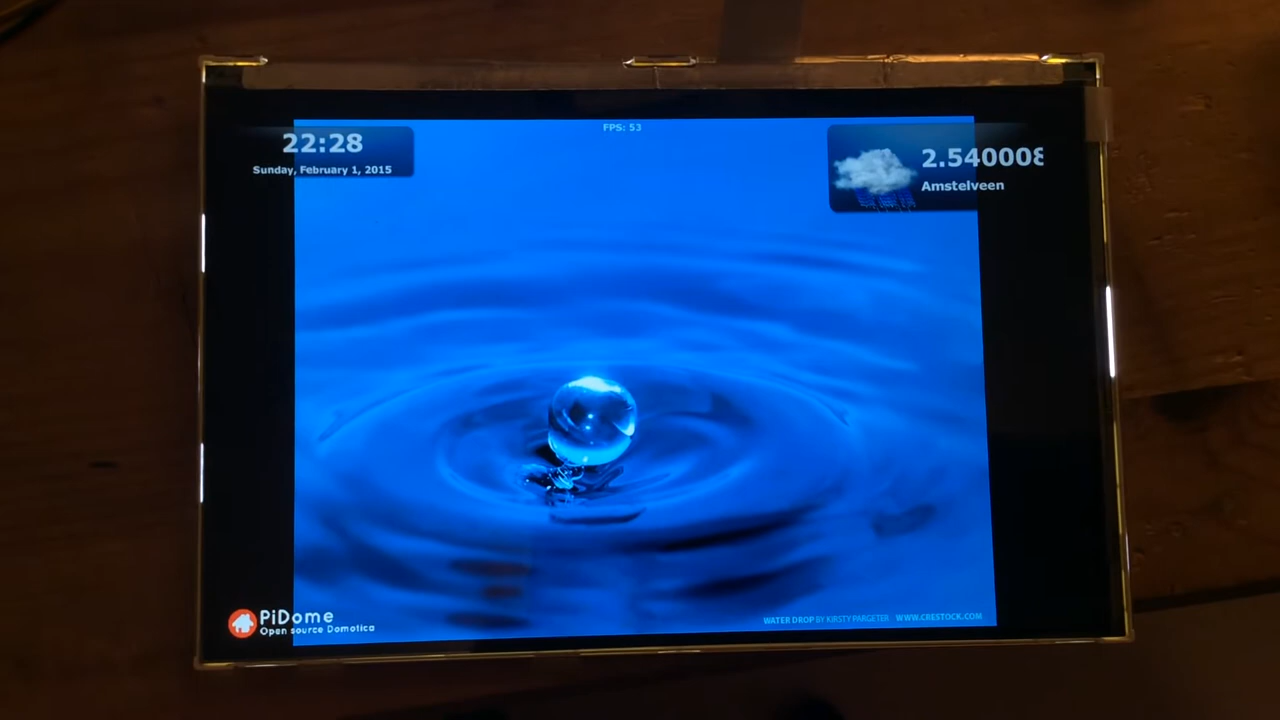 22:28
Sunday, February 1, 2015
FPS: 53
2.540008
Amstelveen
PiDome
Open source Domotica
WATER DROP BY KIRSTY PARGETER WWW.CRESTOCK.COM